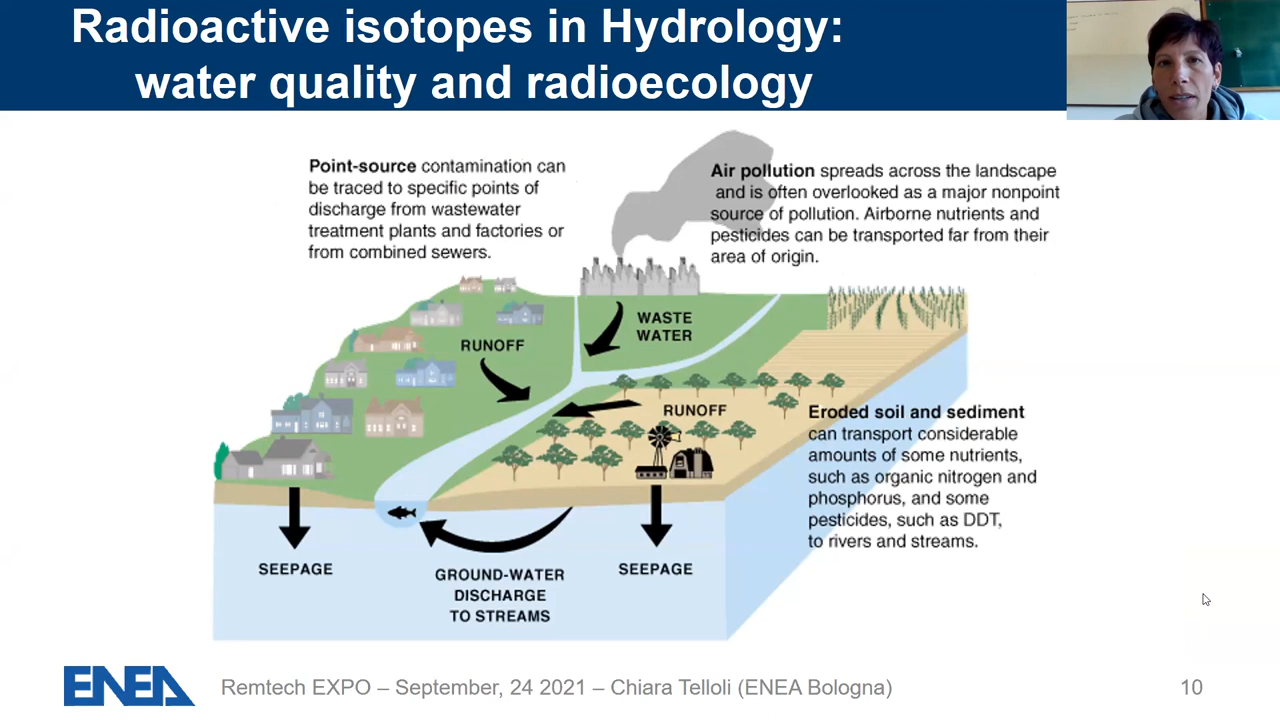 Radioactive isotopes in Hydrology:
water quality and radioecology
Point-source contamination can
be traced to specific points of
discharge from wastewater
treatment plants and factories or
from combined sewers.
Air pollution spreads across the landscape
and is often overlooked as a major nonpoint
source of pollution. Airborne nutrients and
pesticides can be transported far from their
area of origin.
WASTE
WATER
RUNOFF
RUNOFF
Eroded soil and sediment
can transport considerable
amounts of some nutrients,
such as organic nitrogen and
phosphorus, and some
pesticides, such as DDT,
to rivers and streams.
SEEPAGE
GROUND-WATER
DISCHARGE
TO STREAMS
SEEPAGE
ENEA
Remtech EXPO – September, 24 2021 – Chiara Telloli (ENEA Bologna)
10